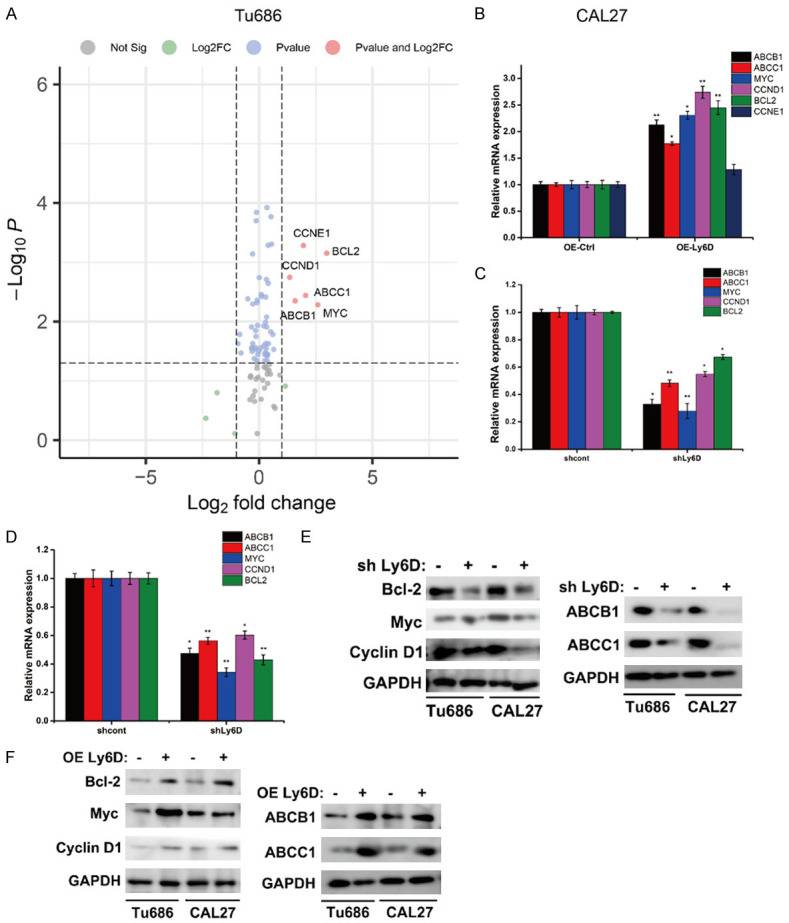 A
Tu686
Not Sig
Log2FC
Pvalue
Pvalue and Log2FC
6
4
2
0
−Log10 P
CCNE1
BCL2
CCND1
ABCC1
ABCB1
MYC
−5
0
5
Log2 fold change
B
CAL27
ABCB1
ABCC1
MYC
CCND1
BCL2
CCNE1
Relative mRNA expression
3.0
2.5
2.0
1.5
1.0
0.5
0.0
** * * ** **
OE-Ctrl
OE-Ly6D
C
ABCB1
ABCC1
MYC
CCND1
BCL2
Relative mRNA expression
1.2
1.0
0.8
0.6
0.4
0.2
0.0
* ** ** * *
shcont
shLy6D
D
ABCB1
ABCC1
MYC
CCND1
BCL2
Relative mRNA expression
1.2
1.0
0.8
0.6
0.4
0.2
0.0
* ** ** * **
shcont
shLy6D
E
sh Ly6D: - + - +
Bcl-2
Myc
Cyclin D1
GAPDH
Tu686 CAL27
sh Ly6D: - + - +
ABCB1
ABCC1
GAPDH
Tu686 CAL27
F
OE Ly6D: - + - +
Bcl-2
Myc
Cyclin D1
GAPDH
Tu686 CAL27
OE Ly6D: - + - +
ABCB1
ABCC1
GAPDH
Tu686 CAL27